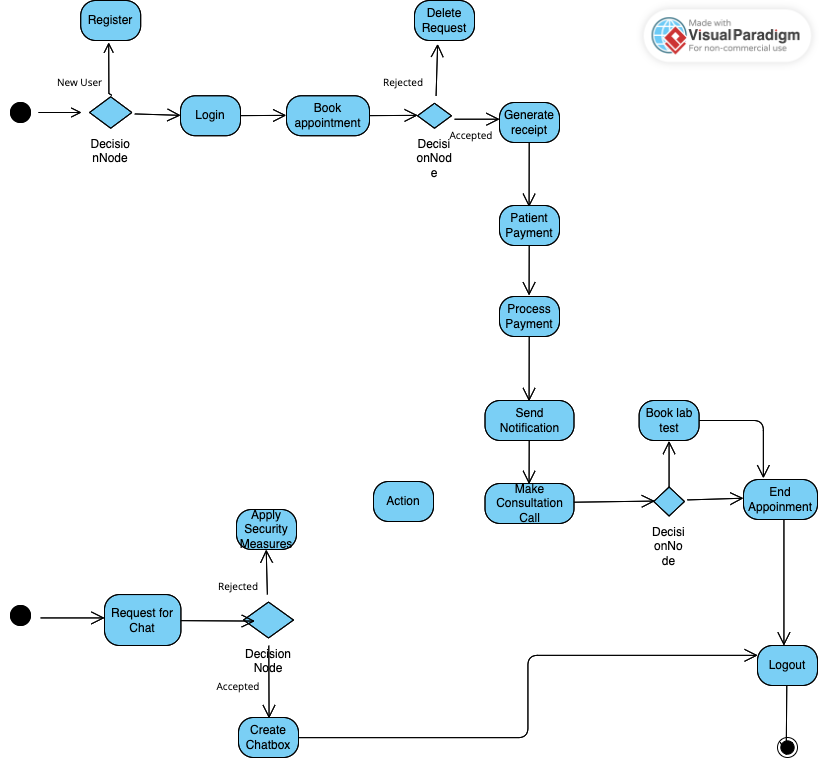 Register
Delete
Request
Made with
VisualParadigm
For non-commercial use
New User
Rejected
Login
Book
appointment
Generate
receipt
Accepted
Decisio
nNode
Decisi
onNod
e
Patient
Payment
Process
Payment
Send
Notification
Book lab
test
Action
Make
Consultation
Call
End
Appoinment
Apply
Security
Measures
Decisi
onNo
de
Rejected
Request for
Chat
Decision
Node
Accepted
Logout
Create
Chatbox